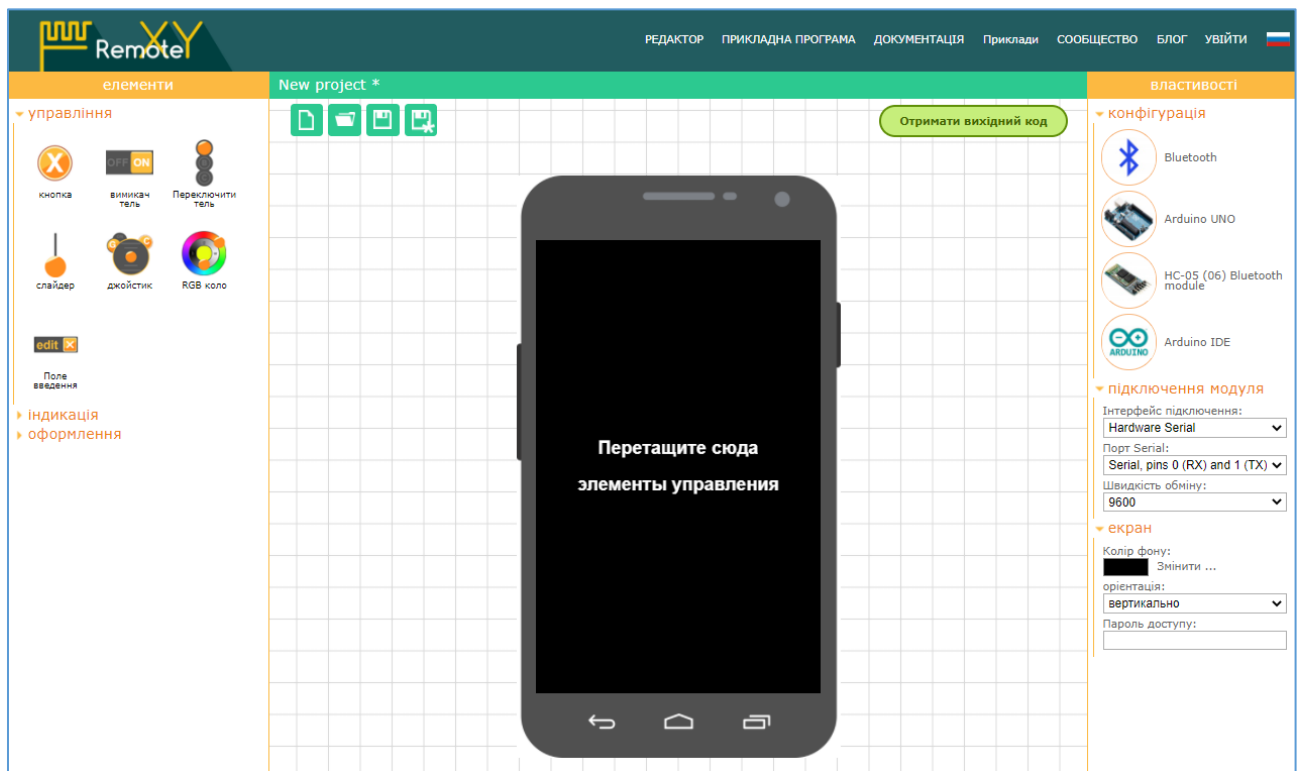 RemoteXY
РЕДАКТОР ПРИКЛАДНА ПРОГРАМА ДОКУМЕНТАЦІЯ Приклади СООБЩЕСТВО БЛОГ УВІЙТИ
елементи
управління
X
кнопка
OFF ON
вимикач
тель
Переключити
тель
слайдер
джойстик
RGB коло
edit X
Поле
введення
індикація
оформлення
New project *
Отримати вихідний код
Перетащите сюда
элементы управления
властивості
конфігурація
Bluetooth
Arduino UNO
HC-05 (06) Bluetooth
module
ARDUINO
Arduino IDE
підключення модуля
Інтерфейс підключення:
Hardware Serial
Порт Serial:
Serial, pins 0 (RX) and 1 (TX)
Швидкість обміну:
9600
екран
Колір фону:
Змінити ...
орієнтація:
вертикально
Пароль доступу: